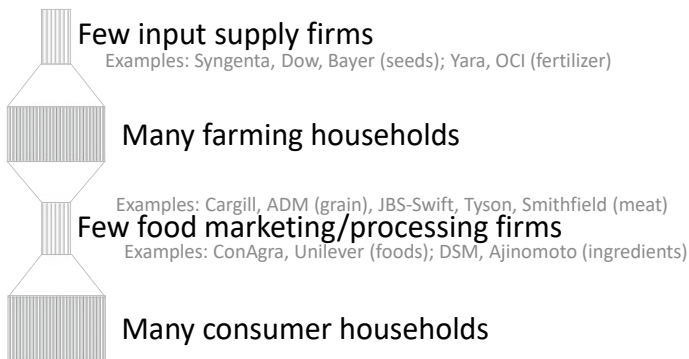 Few input supply firms
Examples: Syngenta, Dow, Bayer (seeds); Yara, OCI (fertilizer)
Many farming households
Examples: Cargill, ADM (grain), JBS-Swift, Tyson, Smithfield (meat)
Few food marketing/processing firms
Examples: ConAgra, Unilever (foods); DSM, Ajinomoto (ingredients)
Many consumer households